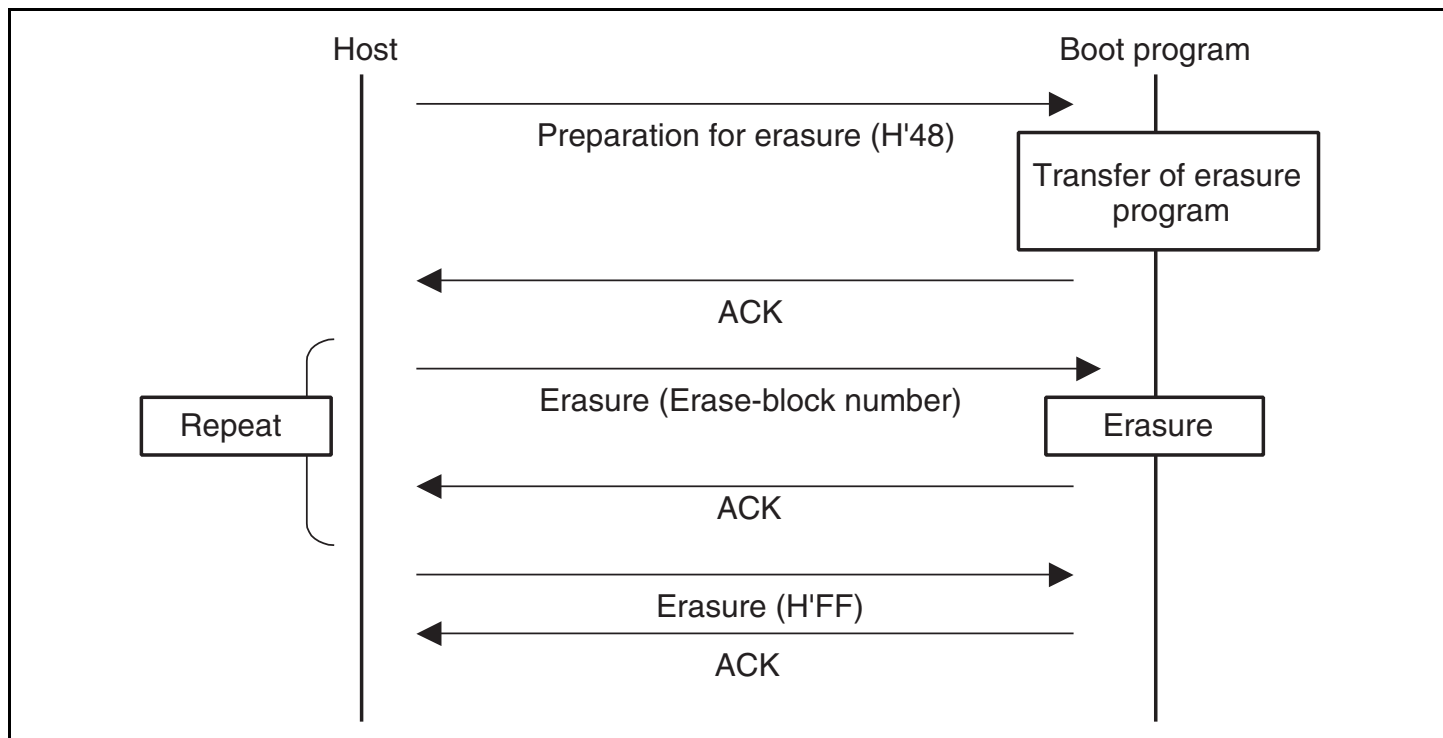 Host
Boot program
Preparation for erasure (H'48)
Transfer of erasure
program
ACK
Erasure (Erase-block number)
Repeat
Erasure
ACK
Erasure (H'FF)
ACK